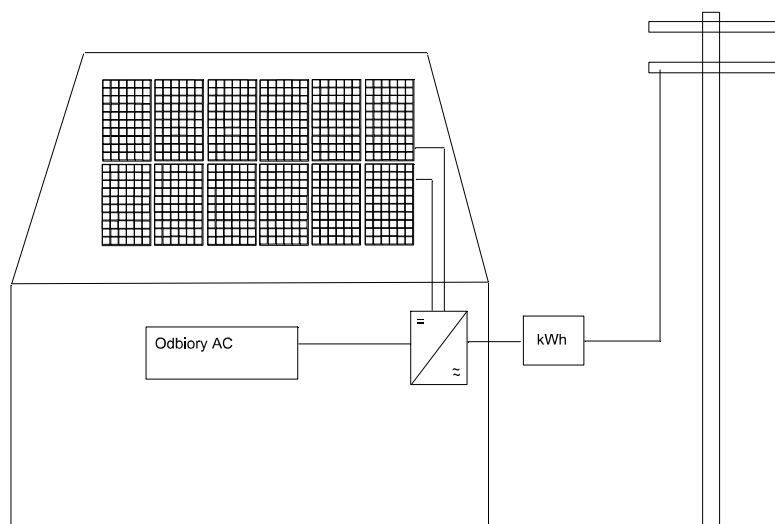 Odbiory AC
=
≈
kWh